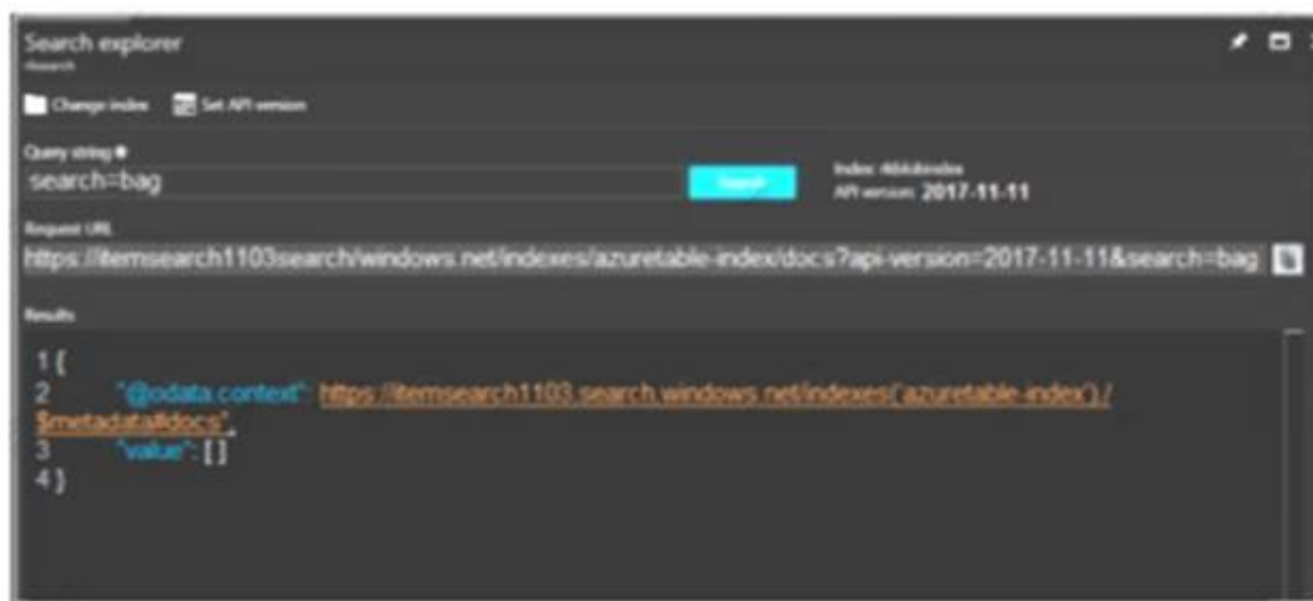 Search explorer
Change index Set API version
Query string
search=bag
Search
Index:
API version: 2017-11-11
Request URL
https://itemsearch1103search/windows.net/indexes/azuretable-index/docs?api-version=2017-11-11&search=bag
Results
1 {
2 "@odata.context": https://itemsearch1103.search.windows.net/indexes('azuretable-index')/
$metadata#docs",
3 "value": []
4 }